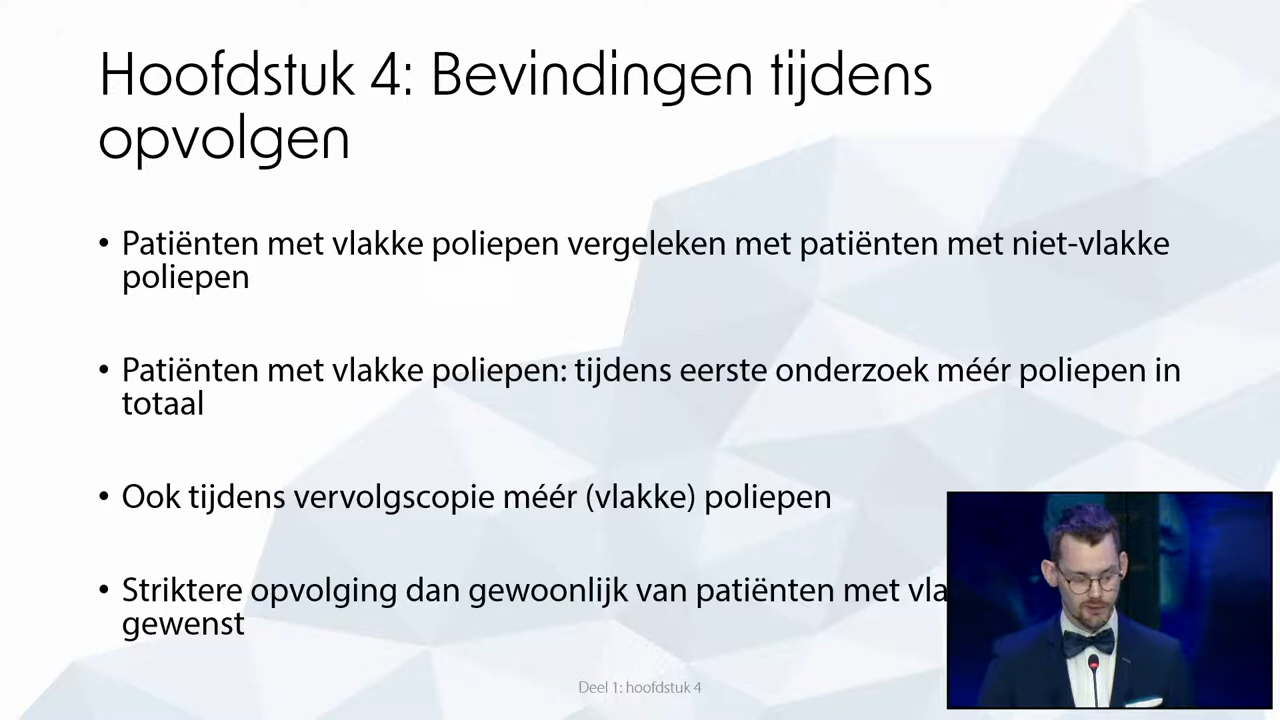 Hoofdstuk 4: Bevindingen tijdens
opvolgen
• Patiënten met vlakke poliepen vergeleken met patiënten met niet-vlakke
poliepen
• Patiënten met vlakke poliepen: tijdens eerste onderzoek méér poliepen in
totaal
• Ook tijdens vervolgscopie méér (vlakke) poliepen
• Striktere opvolging dan gewoonlijk van patiënten met
gewenst
Deel 1: hoofdstuk 4